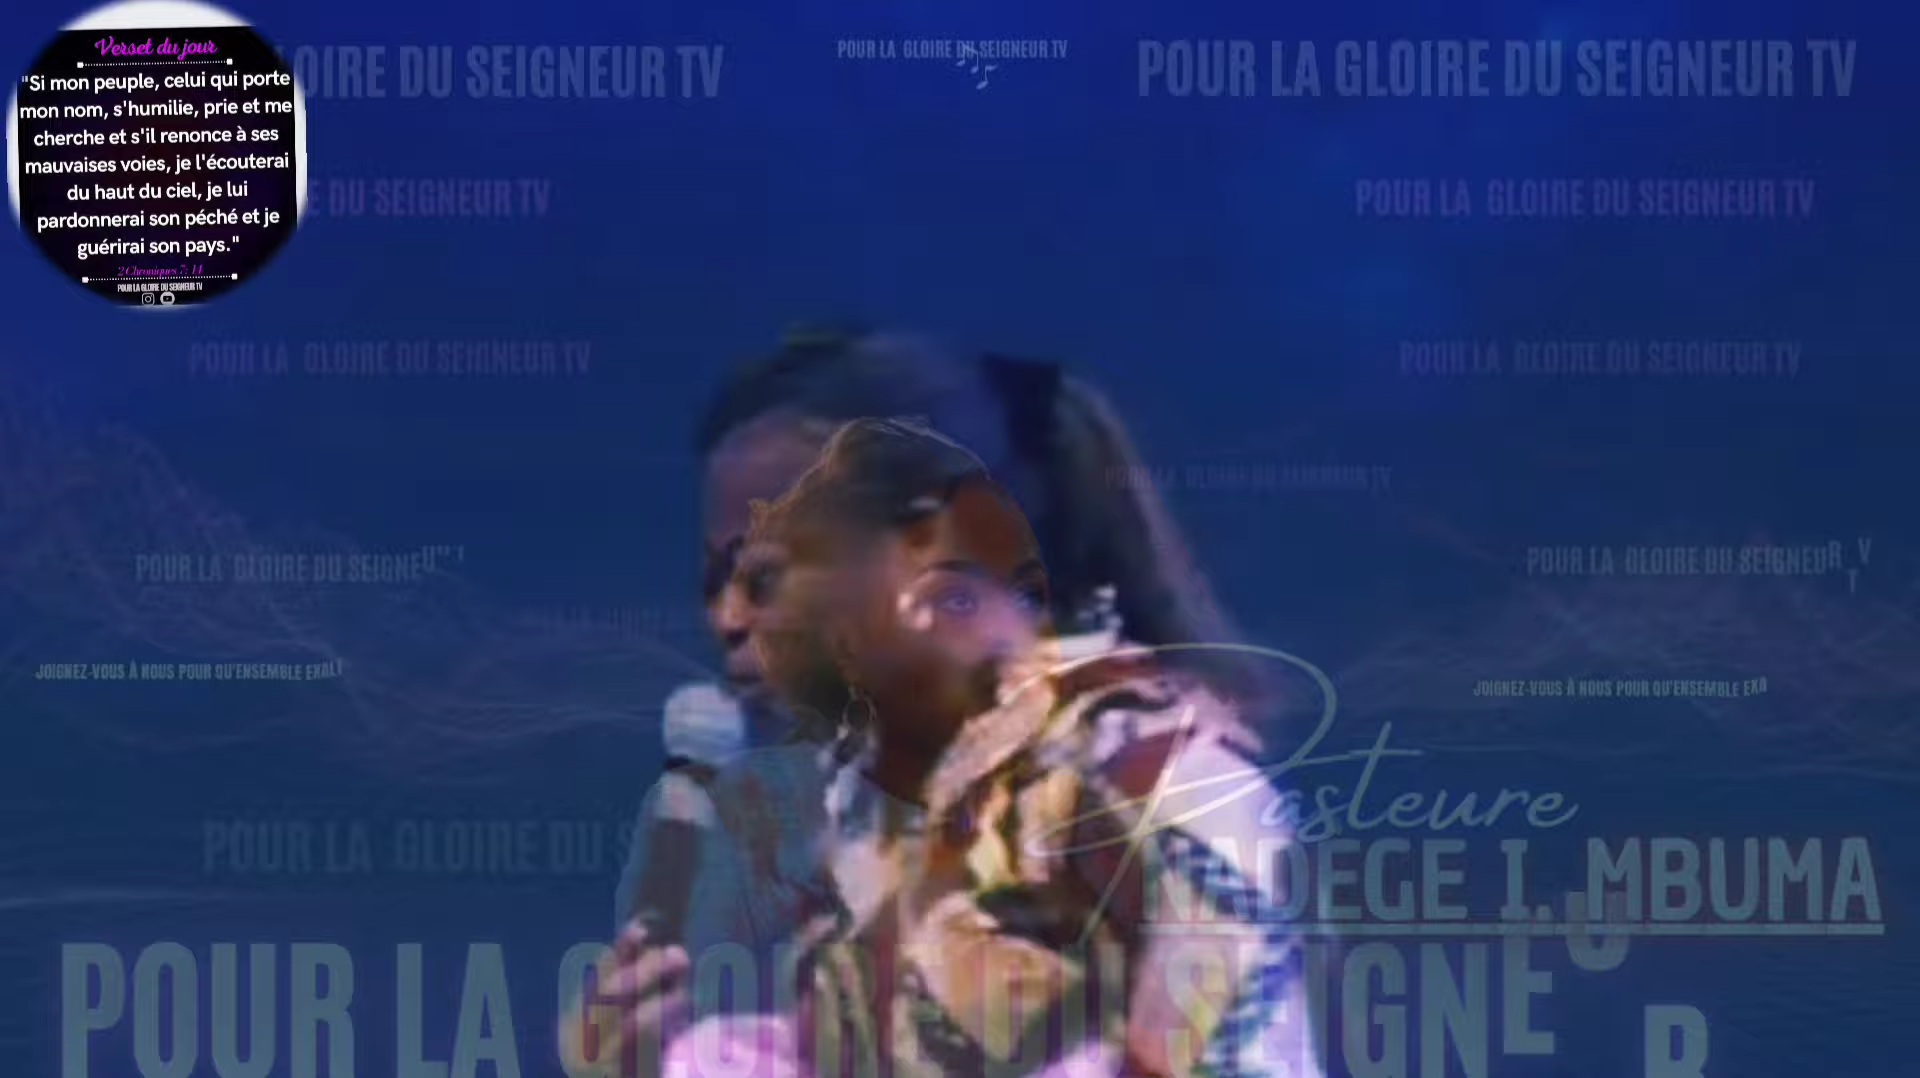 Verset du jour
"Si mon peuple, celui qui porte
mon nom, s'humilie, prie et me
cherche et s'il renonce à ses
mauvaises voies, je l'écouterai
du haut du ciel, je lui
pardonnerai son péché et je
guérirai son pays."
2 Chroniques 7: 14
POUR LA GLOIRE DU SEIGNEUR TV
OIRE DU SEIGNEUR TV
POUR LA GLOIRE DU SEIGNEUR TV
POUR LA GLOIRE DU SEIGNEUR TV
E DU SEIGNEUR TV
POUR LA GLOIRE DU SEIGNEUR TV
POUR LA GLOIRE DU SEIGNEUR TV
POUR LA GLOIRE DU SEIGNEUR TV
POUR LA GLOIRE DU SEIGNEUR TV
POUR LA GLOIRE DU SEIGNEU
POUR LA GLOIRE DU SEIGNEUR TV
JOIGNEZ-VOUS À NOUS POUR QU'ENSEMBLE EXALT
JOIGNEZ-VOUS À NOUS POUR QU'ENSEMBLE EXA
Pasteure
NADEGE I. MBUMA
POUR LA GLOIRE DU S
POUR LA GLOIRE DU SEIGNEUR